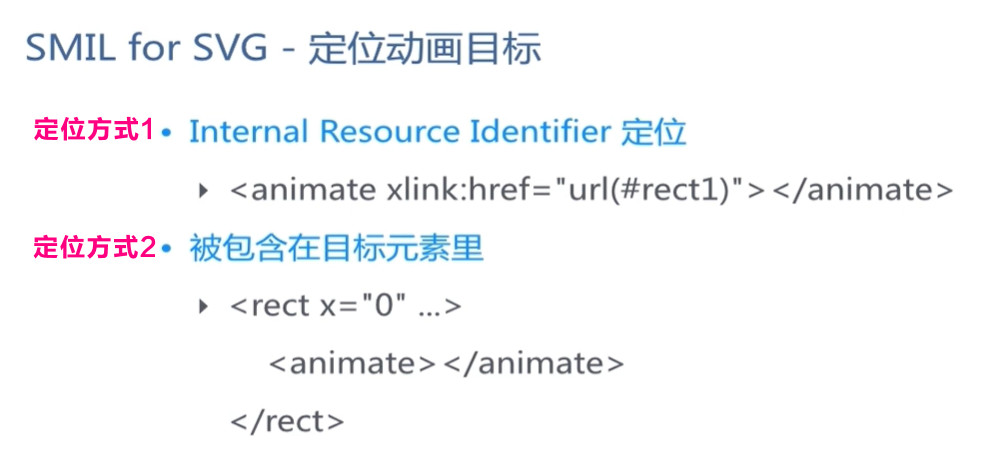 SMIL for SVG - 定位动画目标
定位方式1• Internal Resource Identifier 定位
<animate xlink:href="url(#rect1)"></animate>
定位方式2• 被包含在目标元素里
<rect x="0" ...>
<animate></animate>
</rect>